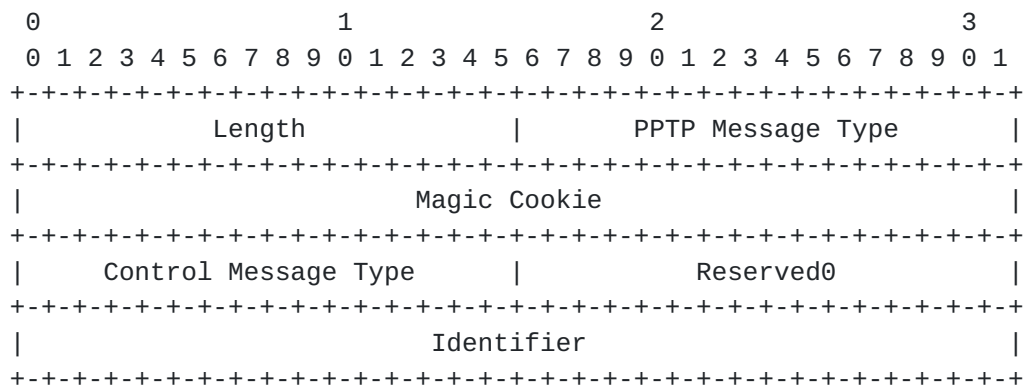 0                   1                   2                   3
 0 1 2 3 4 5 6 7 8 9 0 1 2 3 4 5 6 7 8 9 0 1 2 3 4 5 6 7 8 9 0 1
+-+-+-+-+-+-+-+-+-+-+-+-+-+-+-+-+-+-+-+-+-+-+-+-+-+-+-+-+-+-+-+-+
|            Length             |       PPTP Message Type       |
+-+-+-+-+-+-+-+-+-+-+-+-+-+-+-+-+-+-+-+-+-+-+-+-+-+-+-+-+-+-+-+-+
|                         Magic Cookie                          |
+-+-+-+-+-+-+-+-+-+-+-+-+-+-+-+-+-+-+-+-+-+-+-+-+-+-+-+-+-+-+-+-+
|     Control Message Type      |           Reserved0           |
+-+-+-+-+-+-+-+-+-+-+-+-+-+-+-+-+-+-+-+-+-+-+-+-+-+-+-+-+-+-+-+-+
|                          Identifier                           |
+-+-+-+-+-+-+-+-+-+-+-+-+-+-+-+-+-+-+-+-+-+-+-+-+-+-+-+-+-+-+-+-+